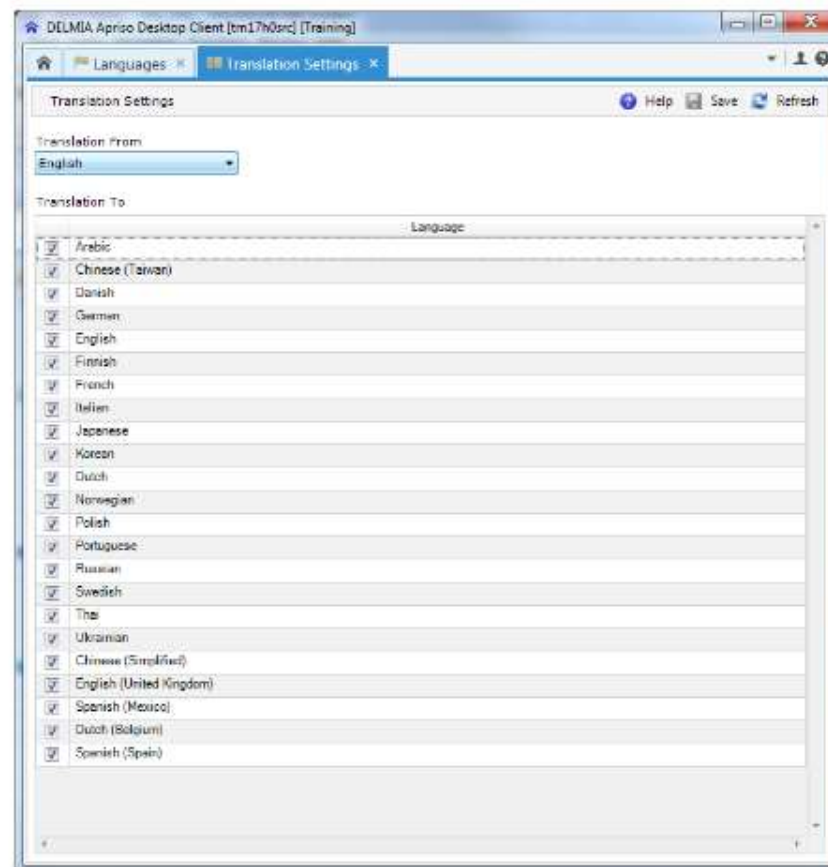 DELMIA Apriso Desktop Client [tm17h0src] [Training]
Languages Translation Settings
Translation Settings Help Save Refresh
Translation From
English
Translation To
Language
Arabic
Chinese (Taiwan)
Danish
German
English
Finnish
French
Italian
Japanese
Korean
Dutch
Norwegian
Polish
Portuguese
Russian
Swedish
Thai
Ukrainian
Chinese (Simplified)
English (United Kingdom)
Spanish (Mexico)
Dutch (Belgium)
Spanish (Spain)